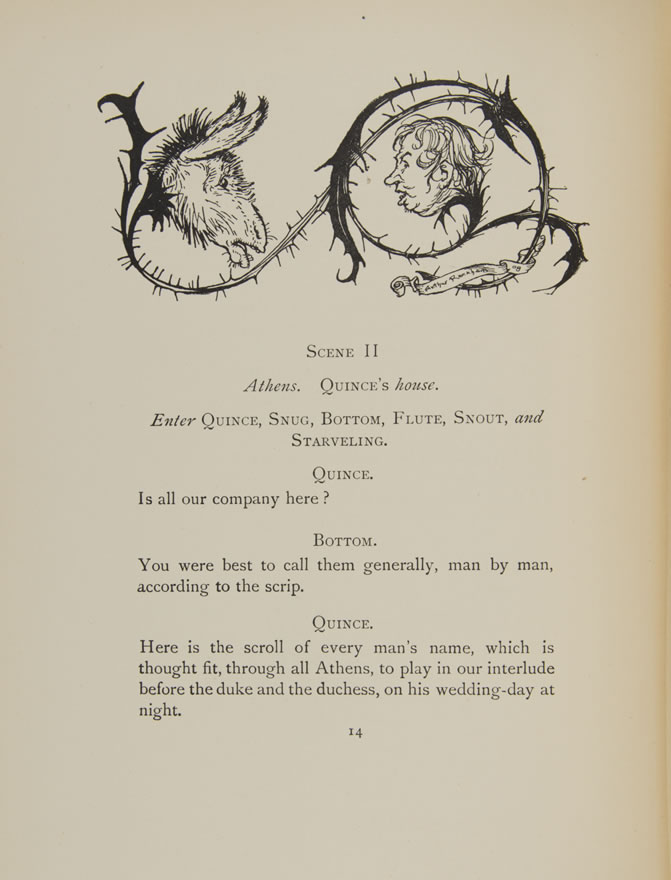 Arthur Rackham 08
SCENE II
Athens. QUINCE'S house.
Enter QUINCE, SNUG, BOTTOM, FLUTE, SNOUT, and
STARVELING.
QUINCE.
Is all our company here ?
BOTTOM.
You were best to call them generally, man by man,
according to the scrip.
QUINCE.
Here is the scroll of every man's name, which is
thought fit, through all Athens, to play in our interlude
before the duke and the duchess, on his wedding-day at
night.
14